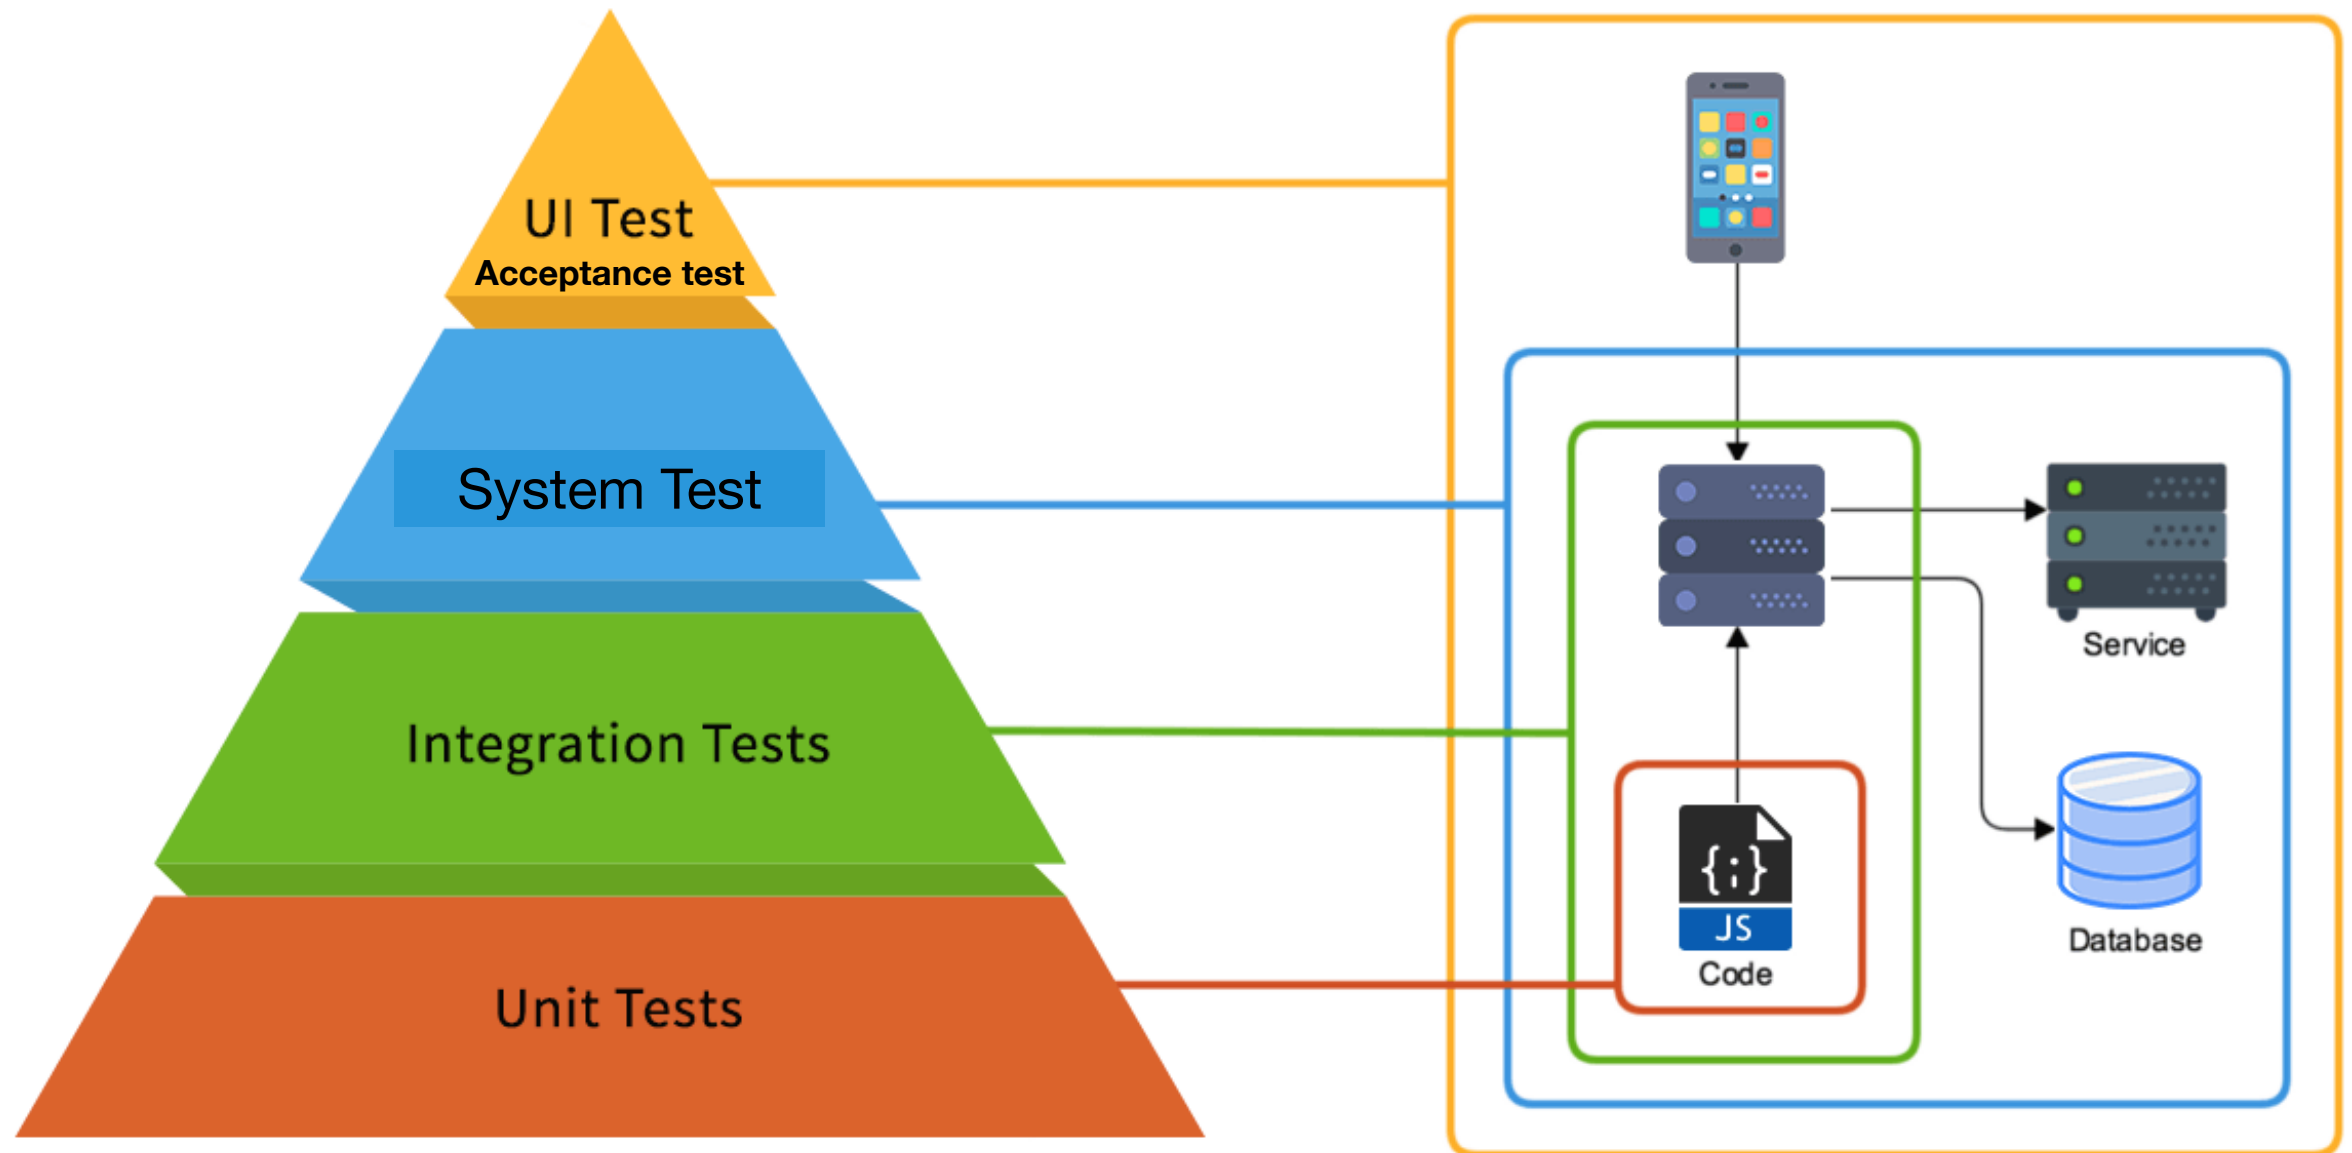 UI Test
Acceptance test
System Test
Integration Tests
Unit Tests
Service
{;}
JS
Code
Database